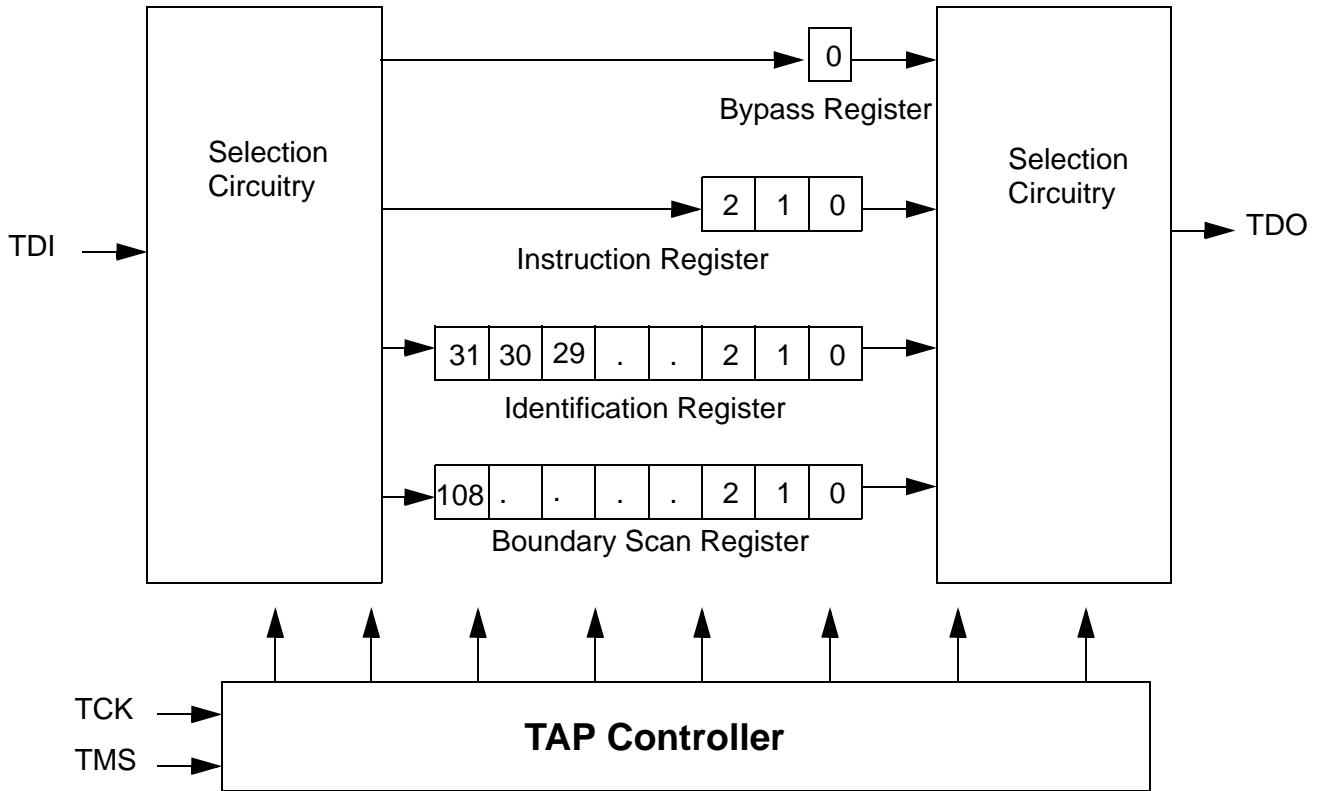 0
Bypass Register
Selection
Circuitry
Selection
Circuitry
2 1 0
TDI
TDO
Instruction Register
31 30 29 . . 2 1 0
Identification Register
108 . . . . 2 1 0
Boundary Scan Register
TCK
TMS
TAP Controller